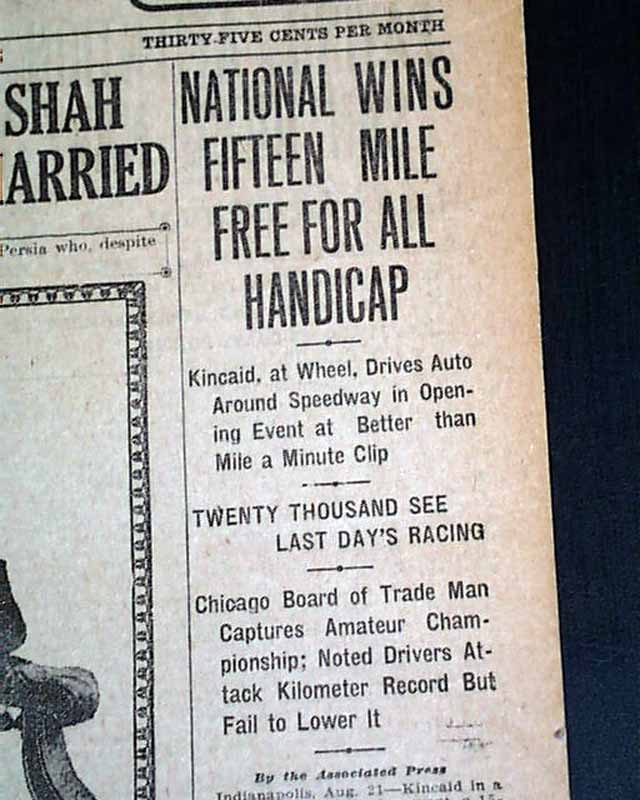 THIRTY-FIVE CENTS PER MONTH
SHAH
MARRIED
Persia who, despite
NATIONAL WINS
FIFTEEN MILE
FREE FOR ALL
HANDICAP
Kincaid, at Wheel, Drives Auto
Around Speedway in Open-
ing Event at Better than
Mile a Minute Clip
TWENTY THOUSAND SEE
LAST DAY'S RACING
Chicago Board of Trade Man
Captures Amateur Cham-
pionship; Noted Drivers At-
tack Kilometer Record But
Fail to Lower It
By the Associated Press
Indianapolis, Aug. 21—Kincaid in a